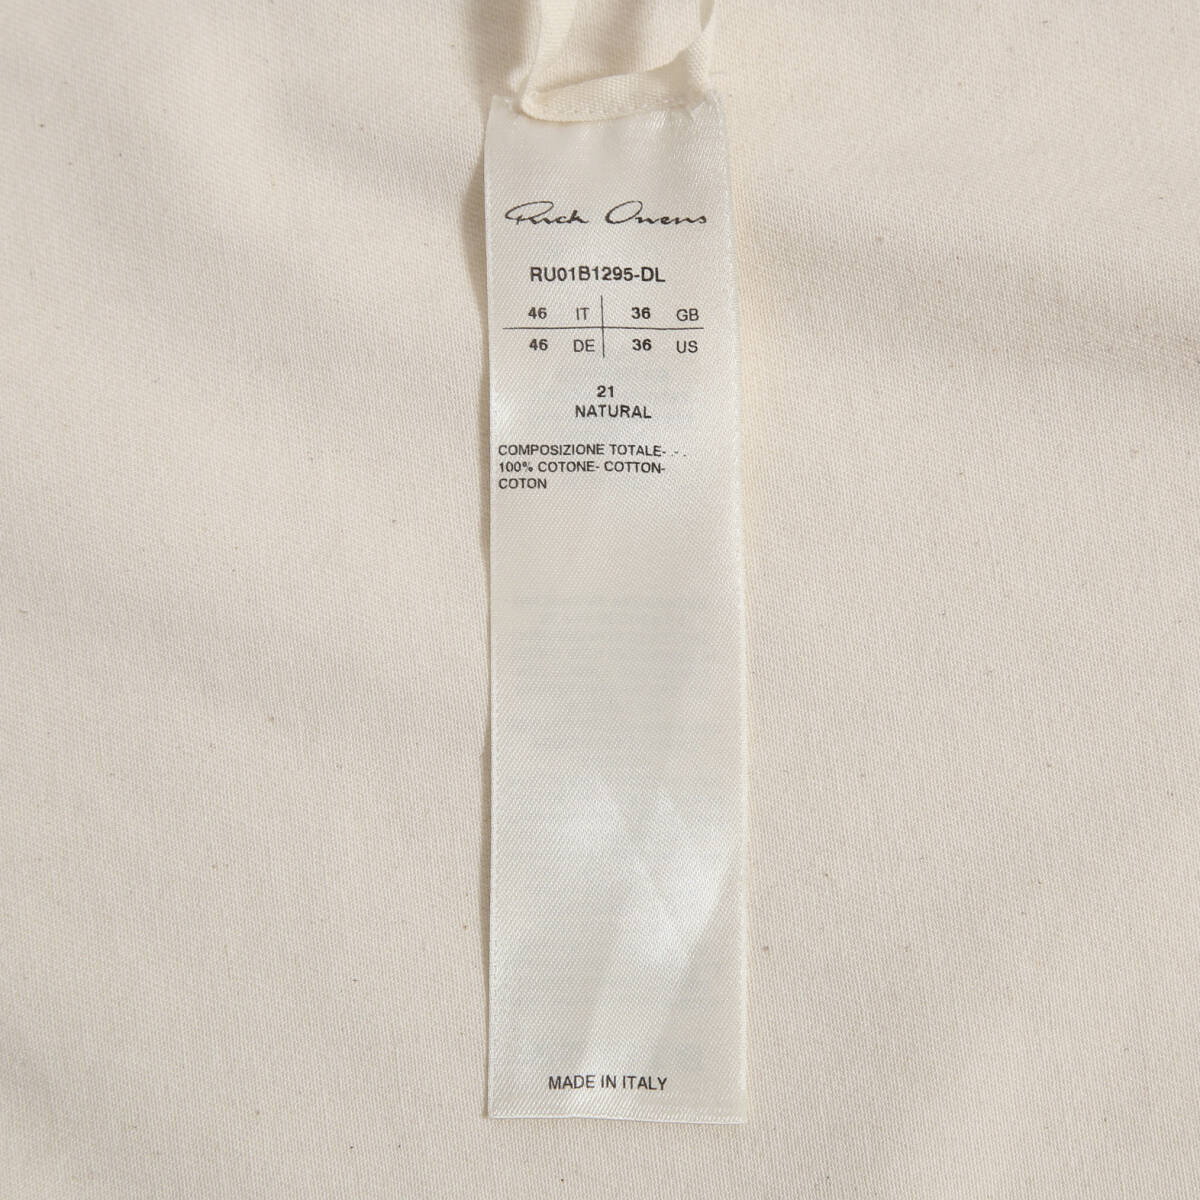 Rick Owens
RU01B1295-DL
46 IT 36 GB
46 DE 36 US
21
NATURAL
COMPOSIZIONE TOTALE- .- .
100% COTONE- COTTON-
COTON
MADE IN ITALY